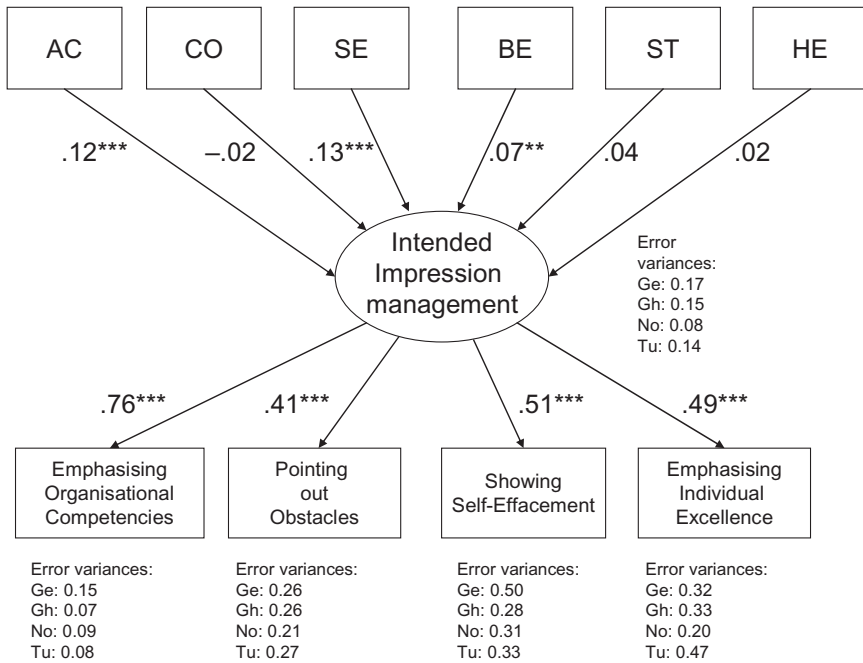 AC
CO
SE
BE
ST
HE
.12***
–.02
.13***
.07**
.04
.02
Intended
Impression
management
Error
variances:
Ge: 0.17
Gh: 0.15
No: 0.08
Tu: 0.14
.76***
.41***
.51***
.49***
Emphasising
Organisational
Competencies
Pointing
out
Obstacles
Showing
Self-Effacement
Emphasising
Individual
Excellence
Error variances:
Ge: 0.15
Gh: 0.07
No: 0.09
Tu: 0.08
Error variances:
Ge: 0.26
Gh: 0.26
No: 0.21
Tu: 0.27
Error variances:
Ge: 0.50
Gh: 0.28
No: 0.31
Tu: 0.33
Error variances:
Ge: 0.32
Gh: 0.33
No: 0.20
Tu: 0.47